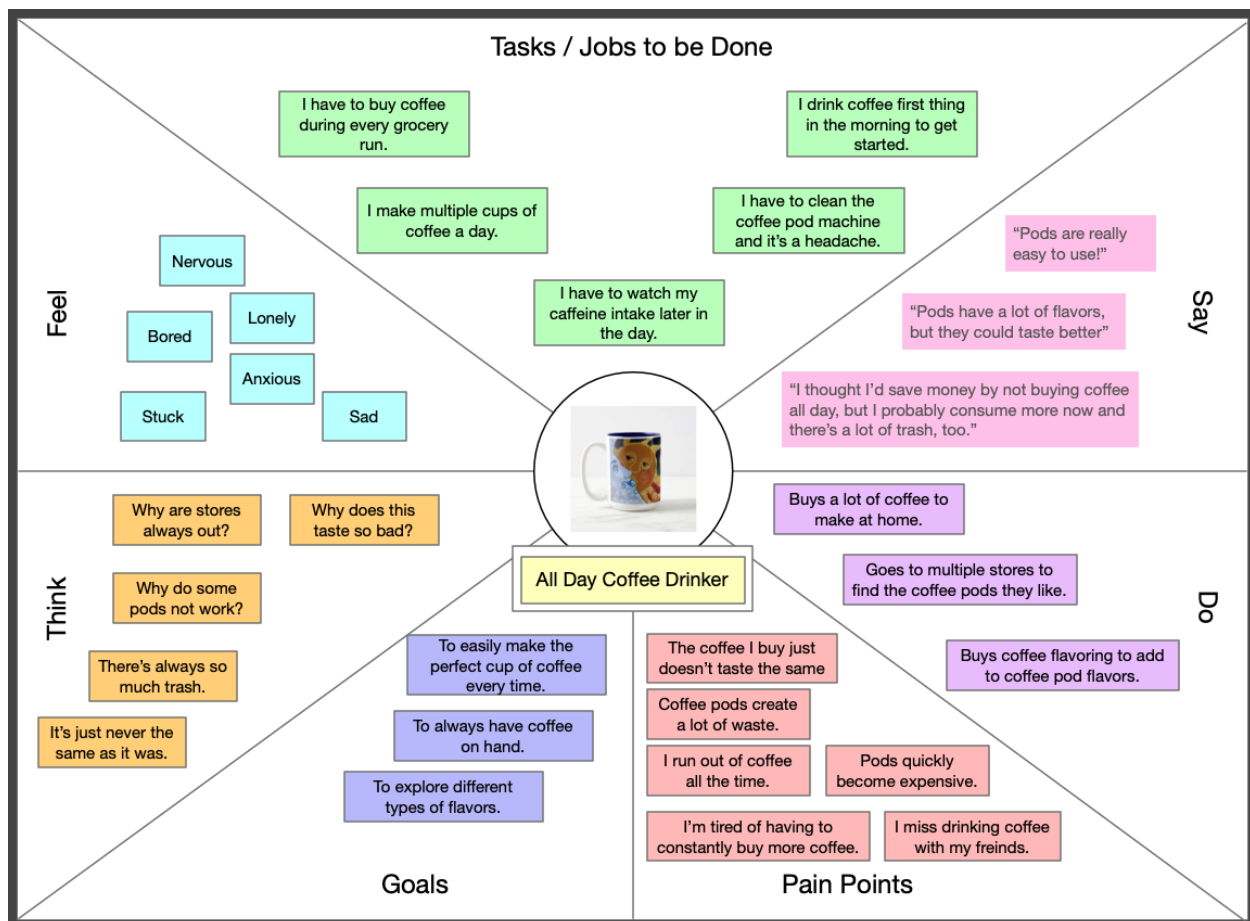 Tasks / Jobs to be Done
I have to buy coffee
during every grocery
run.
I drink coffee first thing
in the morning to get
started.
I make multiple cups of
coffee a day.
I have to clean the
coffee pod machine
and it's a headache.
I have to watch my
caffeine intake later in
the day.
Feel
Nervous
Lonely
Bored
Anxious
Stuck
Sad
Say
“Pods are really
easy to use!”
“Pods have a lot of flavors,
but they could taste better”
“I thought I’d save money by not buying coffee
all day, but I probably consume more now and
there’s a lot of trash, too.”
Think
Why are stores
always out?
Why does this
taste so bad?
Why do some
pods not work?
There’s always so
much trash.
It’s just never the
same as it was.
All Day Coffee Drinker
Do
Buys a lot of coffee to
make at home.
Goes to multiple stores to
find the coffee pods they like.
Buys coffee flavoring to add
to coffee pod flavors.
To easily make the
perfect cup of coffee
every time.
To always have coffee
on hand.
To explore different
types of flavors.
Goals
The coffee I buy just
doesn’t taste the same
Coffee pods create
a lot of waste.
I run out of coffee
all the time.
Pods quickly
become expensive.
I’m tired of having to
constantly buy more coffee.
I miss drinking coffee
with my freinds.
Pain Points